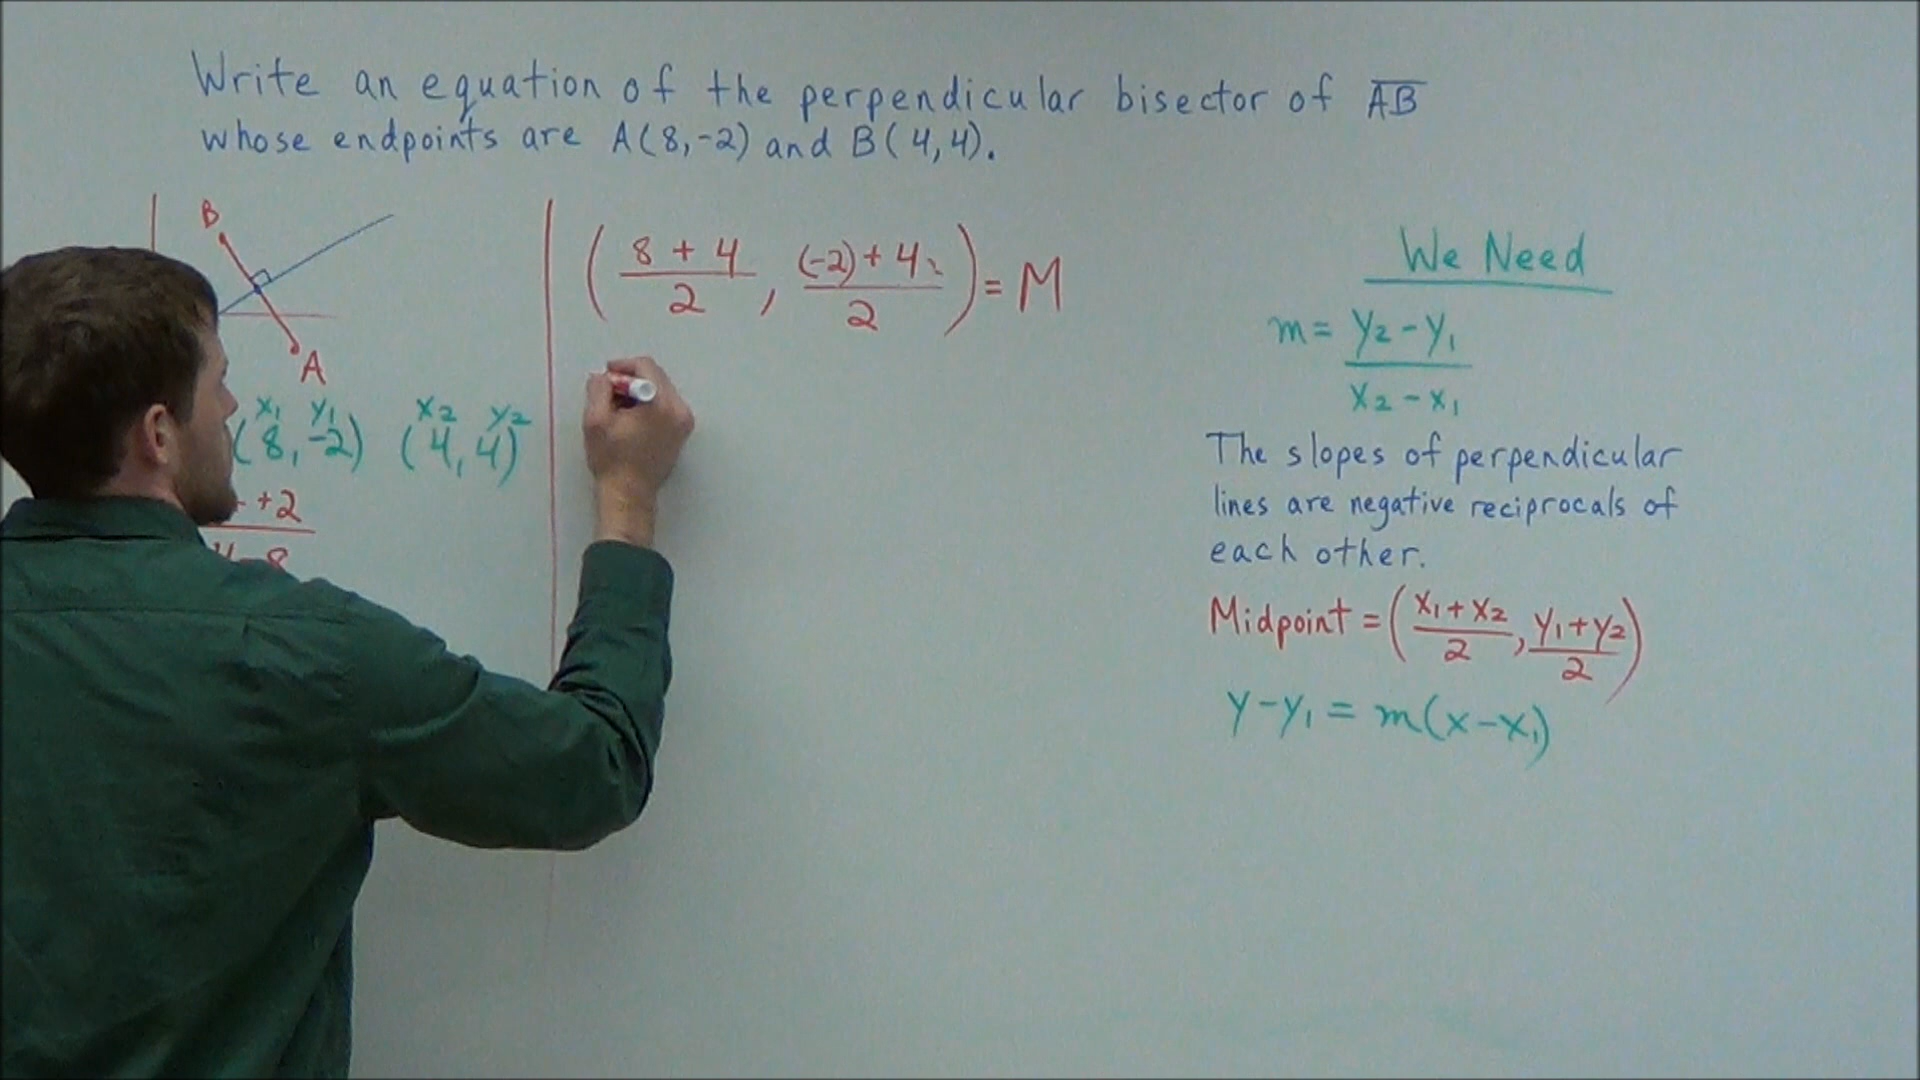 Write an equation of the perpendicular bisector of A̅B̅
whose endpoints are A(8,-2) and B(4,4).
B
A
x₁ y₁ x₂ y₂
(8,-2) (4,4)
+2
4-8
(8+4/2, (-2)+4/2) = M
We Need
m = y₂-y₁/x₂-x₁
The slopes of perpendicular
lines are negative reciprocals of
each other.
Midpoint = (x₁+x₂/2, y₁+y₂/2)
y-y₁ = m(x-x₁)